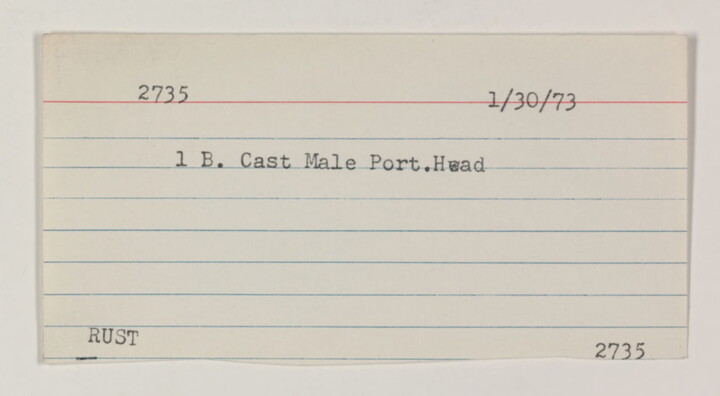 2735 1/30/73
1 B. Cast Male Port.Head
RUST
2735